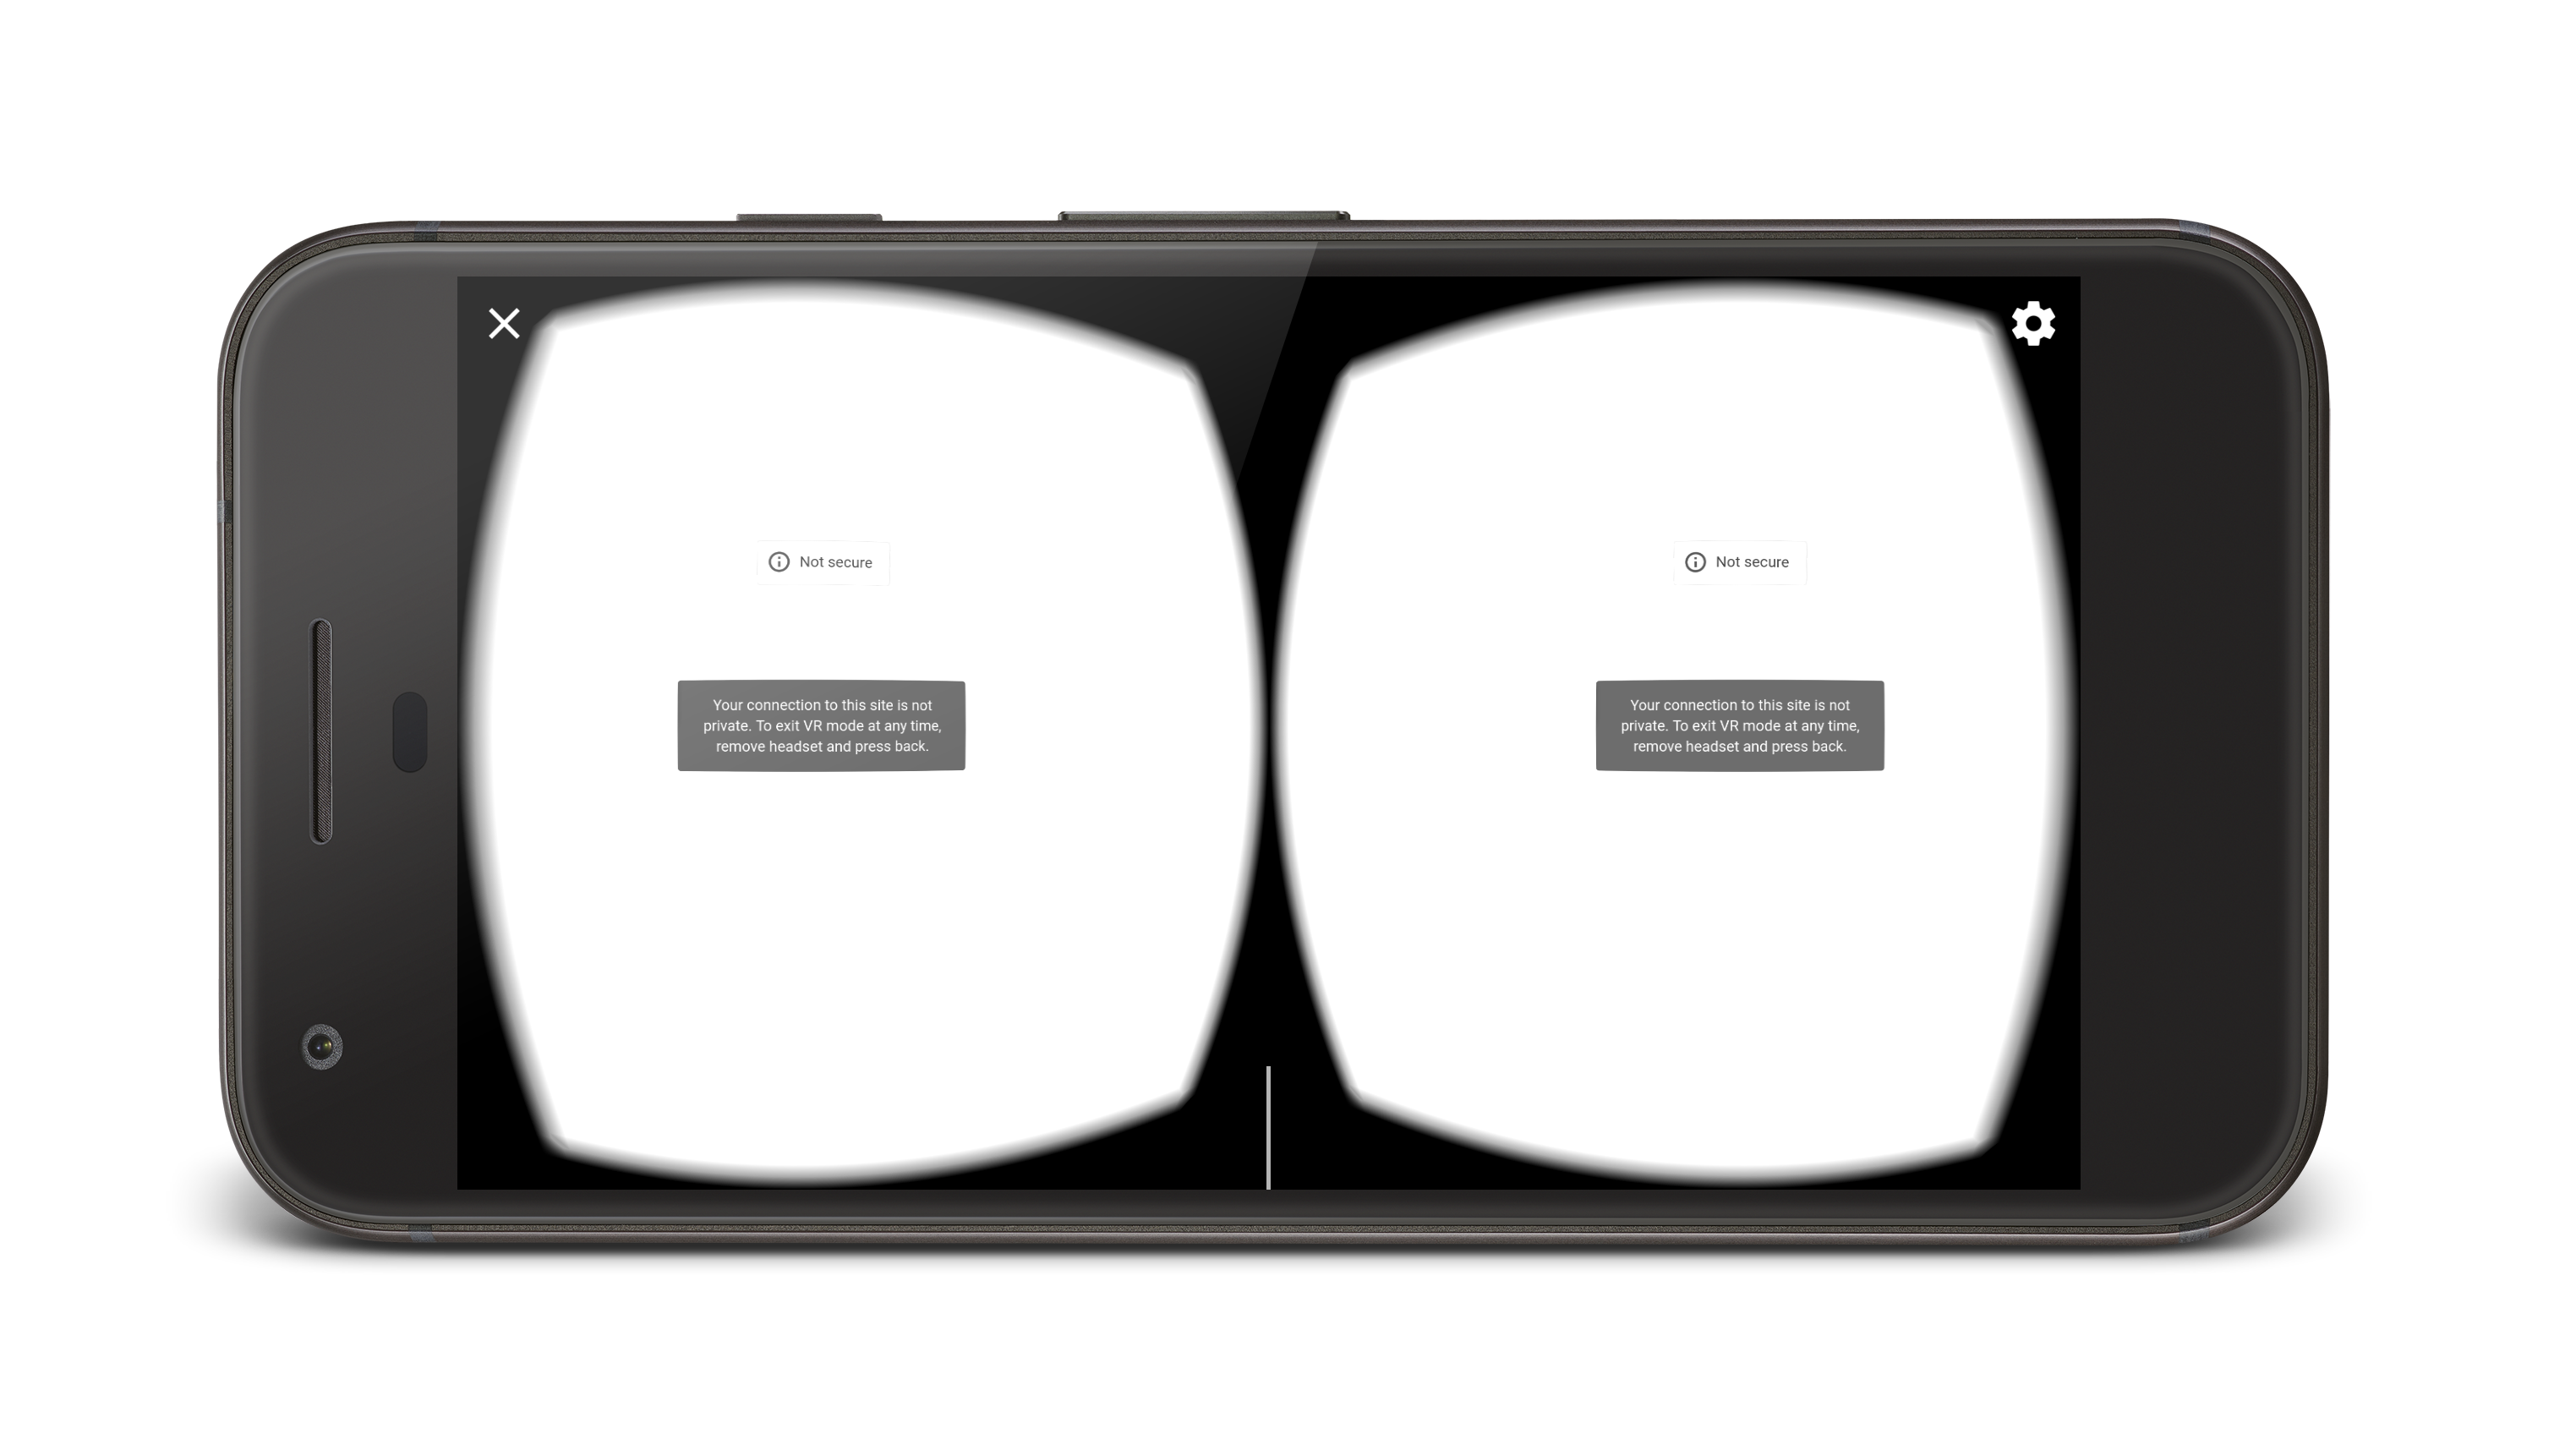 Not secure
Your connection to this site is not
private. To exit VR mode at any time,
remove headset and press back.
Not secure
Your connection to this site is not
private. To exit VR mode at any time,
remove headset and press back.